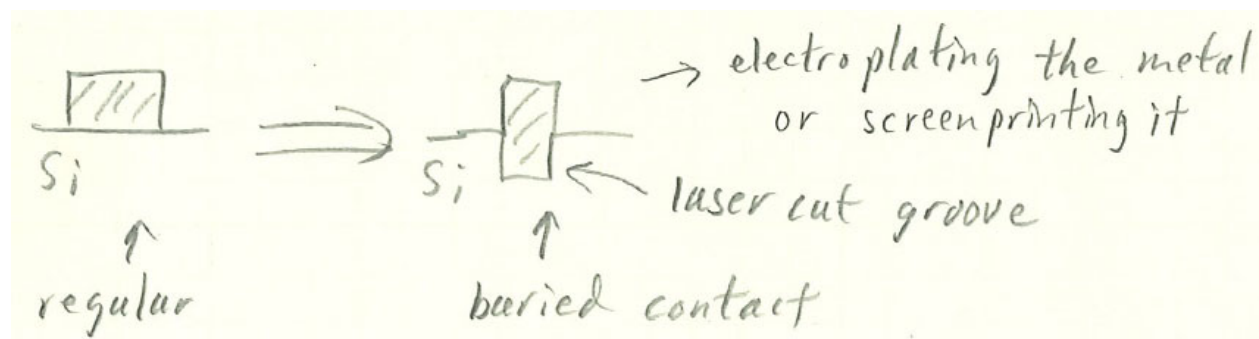 → electroplating the metal
or screenprinting it
Si
Si
laser cut groove
regular
buried contact